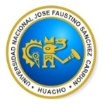 UNIVERSIDAD NACIONAL JOSE FAUSTINO SANCHEZ CARRION
• HUACHO •